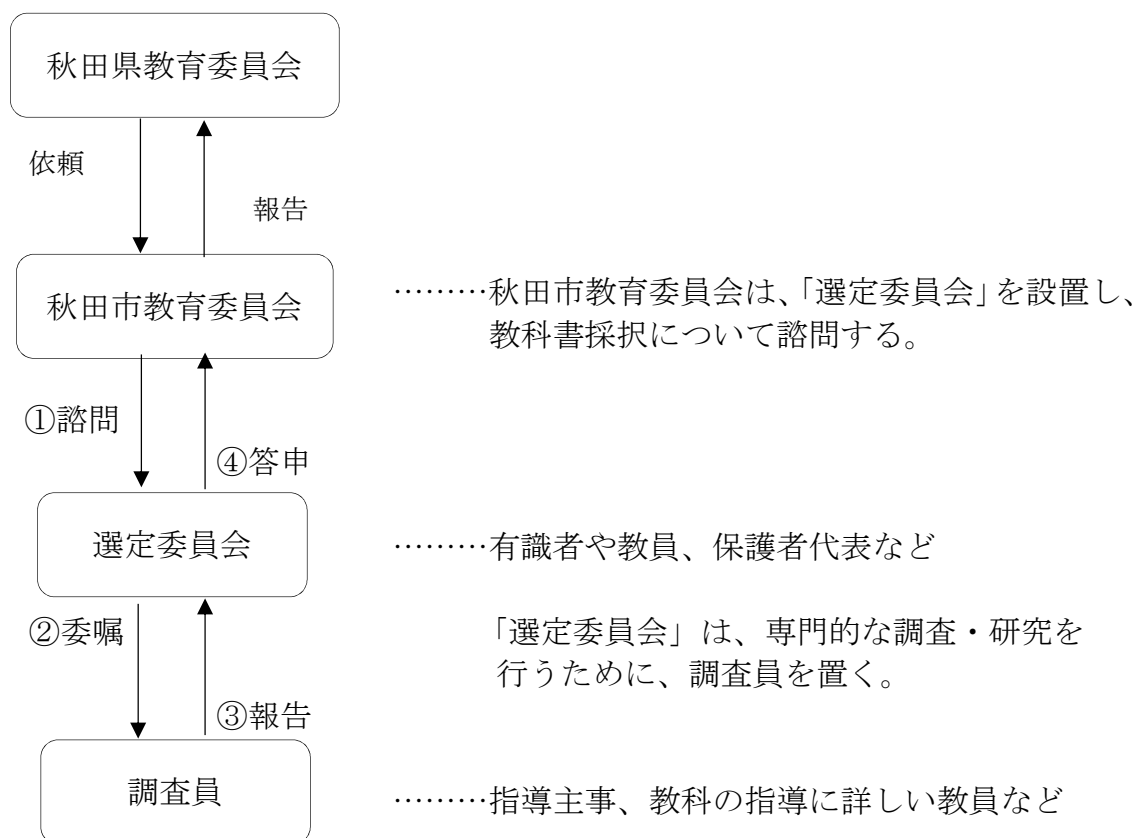 秋田県教育委員会
依頼
報告
秋田市教育委員会
………秋田市教育委員会は、「選定委員会」を設置し、
教科書採択について諮問する。
①諮問
④答申
選定委員会
………有識者や教員、保護者代表など
②委嘱
「選定委員会」は、専門的な調査・研究を
行うために、調査員を置く。
③報告
調査員
………指導主事、教科の指導に詳しい教員など